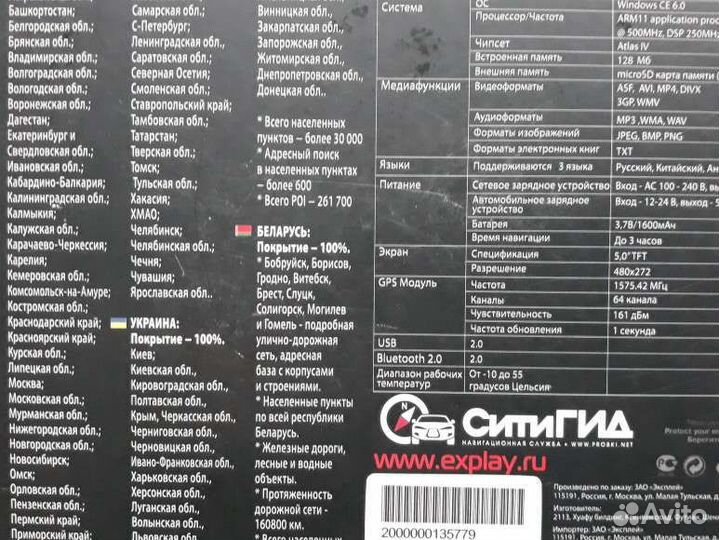 Башкортостан;
Белгородская обл.;
Брянская обл.;
Владимирская обл.;
Волгоградская обл.;
Вологодская обл.;
Воронежская обл.;
Дагестан;
Екатеринбург и
Свердловская обл.;
Ивановская обл.;
Кабардино-Балкария;
Калининградская обл.;
Калмыкия;
Калужская обл.;
Карачаево-Черкессия;
Карелия;
Кемеровская обл.;
Комсомольск-на-Амуре;
Костромская обл.;
Краснодарский край;
Красноярский край;
Курская обл.;
Липецкая обл.;
Москва;
Московская обл.;
Мурманская обл.;
Нижегородская обл.;
Новгородская обл.;
Новосибирск;
Омск;
Орловская обл.;
Пензенская обл.;
Пермский край;
Приморский край;
Самарская обл.;
С-Петербург;
Ленинградская обл.;
Саратовская обл.;
Северная Осетия;
Смоленская обл.;
Ставропольский край;
Тамбовская обл.;
Татарстан;
Тверская обл.;
Томск;
Тульская обл.;
Хакасия;
ХМАО;
Челябинск;
Челябинская обл.;
Чечня;
Чувашия;
Ярославская обл..
УКРАИНА:
Покрытие – 100%.
Киев;
Киевская обл.,
Кировоградская обл.,
Полтавская обл.,
Крым, Черкасская обл.,
Черниговская обл.,
Черновицкая обл.,
Ивано-Франковская обл.,
Харьковская обл.,
Херсонская обл.,
Луганская обл.,
Волынская обл.,
Львовская обл.,
Винницкая обл.,
Закарпатская обл.,
Запорожская обл.,
Житомирская обл.,
Днепропетровская обл.,
Донецкая обл..
* Всего населенных
пунктов – более 30 000
* Адресный поиск
в населенных пунктах
– более 600
* Всего POI – 261 700
БЕЛАРУСЬ:
Покрытие – 100%.
* Бобруйск, Борисов,
Гродно, Витебск,
Брест, Слуцк,
Солигорск, Могилев
и Гомель - подробная
улично-дорожная
сеть, адресная
база с корпусами
и строениями.
* Населенные пункты
по всей республики
Беларусь.
* Железные дороги,
лесные и водные
объекты.
* Протяженность
дорожной сети -
160800 км.
* Всего населенных
Система ОС Windows CE 6.0
Процессор/Частота ARM11 application
@ 500MHz, DSP 250MHz
Чипсет Atlas IV
Встроенная память 128 Мб
Внешняя память microSD карта памяти
Медиафункции Видеоформаты ASF, AVI, MP4, DIVX
3GP, WMV
Аудиоформаты MP3, WMA, WAV
Форматы изображений JPEG, BMP, PNG
Форматы электронных книг TXT
Языки Поддерживаются 3 языка Русский, Китайский,
Питание Сетевое зарядное устройство Вход - AC 100 - 240 В,
Автомобильное зарядное
устройство Вход - 12-24 В, выход -
Батарея 3,7В/1600мАч
Время навигации До 3 часов
Экран Спецификация 5,0" TFT
Разрешение 480x272
GPS Модуль Частота 1575.42 МГц
Каналы 64 канала
Чувствительность 161 дБм
Частота обновления 1 секунда
USB 2.0
Bluetooth 2.0 2.0
Диапазон рабочих
температур
От -10 до 55
градусов Цельсия
СитиГИД
НАВИГАЦИОННАЯ СЛУЖБА • WWW.PROBKI.NET
www.explay.ru
2000000135779
Protect your
Берегите
Произведено по заказу: ЗАО «Эксплей»
115191, Россия, г. Москва, ул. Малая Тульская,
Изготовитель:
2113, Хуафу билдинг,
Импортер: ЗАО «Эксплей»
115191, Россия, г. Москва, ул. Малая Тульская,
Avito